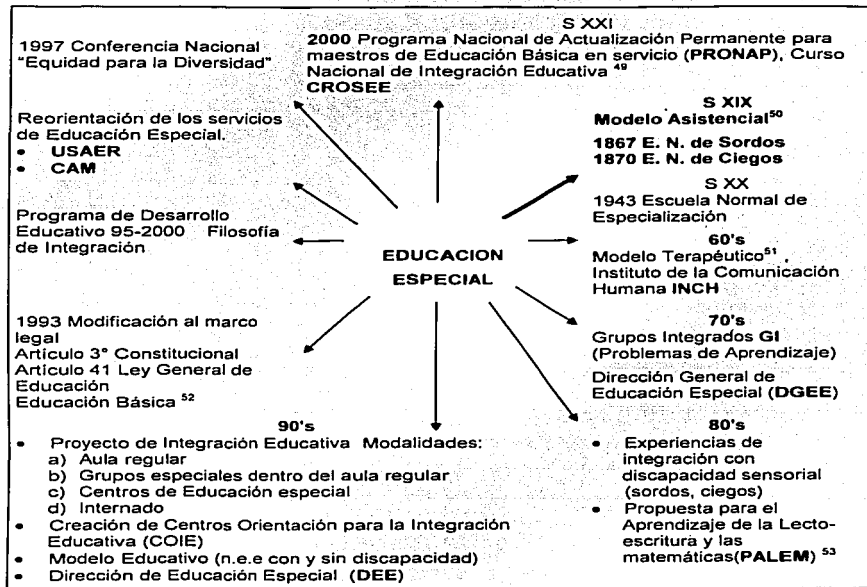 S XXI
2000 Programa Nacional de Actualización Permanente para
maestros de Educación Básica en servicio (PRONAP), Curso
Nacional de Integración Educativa 49
CROSEE
1997 Conferencia Nacional
"Equidad para la Diversidad"
Reorientación de los servicios
de Educación Especial.
• USAER
• CAM
Programa de Desarrollo
Educativo 95-2000 Filosofía
de Integración
1993 Modificación al marco
legal
Artículo 3° Constitucional
Artículo 41 Ley General de
Educación
Educación Básica 52
EDUCACION
ESPECIAL
S XIX
Modelo Asistencial50
1867 E. N. de Sordos
1870 E. N. de Ciegos
S XX
1943 Escuela Normal de
Especialización
60's
Modelo Terapéutico51 ,
Instituto de la Comunicación
Humana INCH
70's
Grupos Integrados GI
(Problemas de Aprendizaje)
Dirección General de
Educación Especial (DGEE)
80's
• Experiencias de
integración con
discapacidad sensorial
(sordos, ciegos)
• Propuesta para el
Aprendizaje de la Lecto-
escritura y las
matemáticas(PALEM) 53
90's
• Proyecto de Integración Educativa Modalidades:
a) Aula regular
b) Grupos especiales dentro del aula regular
c) Centros de Educación especial
d) Internado
• Creación de Centros Orientación para la Integración
Educativa (COIE)
• Modelo Educativo (n.e.e con y sin discapacidad)
• Dirección de Educación Especial (DEE)